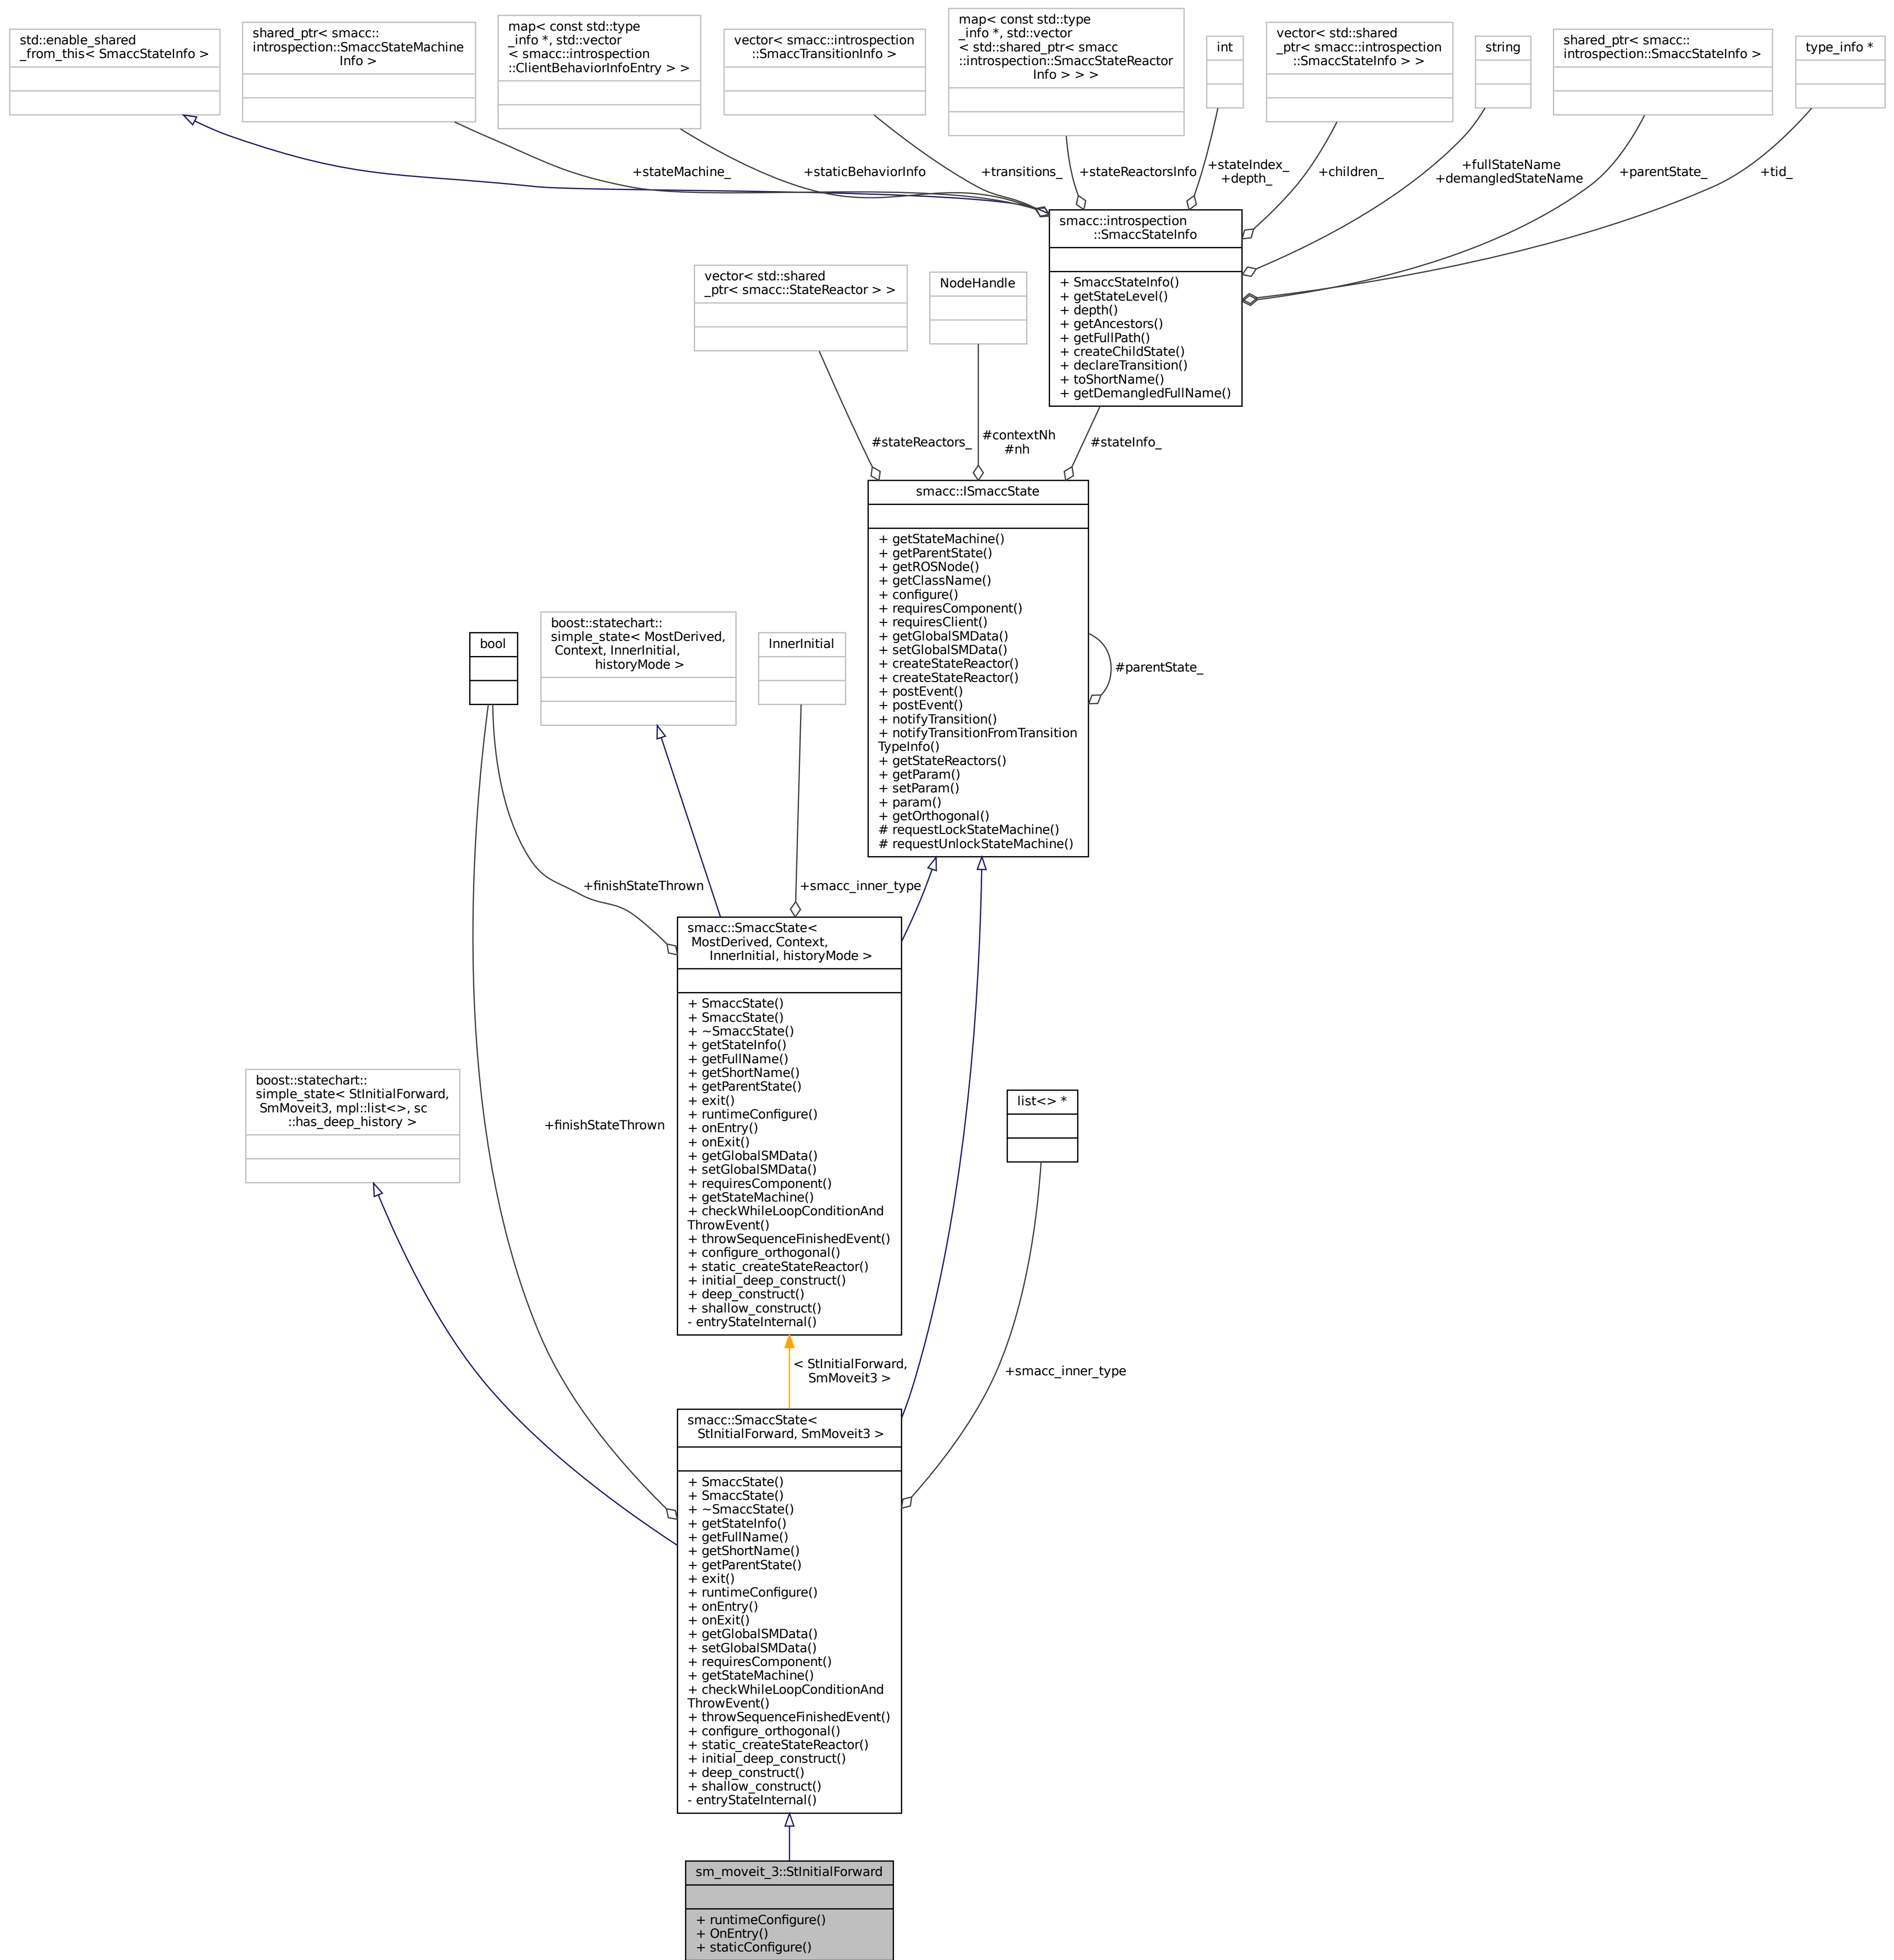 std::enable_shared
_from_this< SmaccStateInfo >
shared_ptr< smacc::
introspection::SmaccStateMachine
Info >
map< const std::type
_info *, std::vector
< smacc::introspection
::ClientBehaviorInfoEntry > >
vector< smacc::introspection
::SmaccTransitionInfo >
map< const std::type
_info *, std::vector
< std::shared_ptr< smacc
::introspection::SmaccStateReactor
Info > > >
int
vector< std::shared
_ptr< smacc::introspection
::SmaccStateInfo > >
string
shared_ptr< smacc::
introspection::SmaccStateInfo >
type_info *
+stateMachine_
+staticBehaviorInfo
+transitions_
+stateReactorsInfo
+stateIndex_
+depth_
+children_
+fullStateName
+demangledStateName
+parentState_
+tid_
smacc::introspection
::SmaccStateInfo
+ SmaccStateInfo()
+ getStateLevel()
+ depth()
+ getAncestors()
+ getFullPath()
+ createChildState()
+ declareTransition()
+ toShortName()
+ getDemangledFullName()
vector< std::shared
_ptr< smacc::StateReactor > >
NodeHandle
#stateReactors_
#contextNh
#nh
#stateInfo_
smacc::ISmaccState
+ getStateMachine()
+ getParentState()
+ getROSNode()
+ getClassName()
+ configure()
+ requiresComponent()
+ requiresClient()
+ getGlobalSMData()
+ setGlobalSMData()
+ createStateReactor()
+ createStateReactor()
+ postEvent()
+ postEvent()
+ notifyTransition()
+ notifyTransitionFromTransition
TypeInfo()
+ getStateReactors()
+ getParam()
+ setParam()
+ param()
+ getOrthogonal()
# requestLockStateMachine()
# requestUnlockStateMachine()
#parentState_
bool
boost::statechart::
simple_state< MostDerived,
Context, InnerInitial,
historyMode >
InnerInitial
+finishStateThrown
+smacc_inner_type
smacc::SmaccState<
MostDerived, Context,
InnerInitial, historyMode >
+ SmaccState()
+ SmaccState()
+ ~SmaccState()
+ getStateInfo()
+ getFullName()
+ getShortName()
+ getParentState()
+ exit()
+ runtimeConfigure()
+ onEntry()
+ onExit()
+ getGlobalSMData()
+ setGlobalSMData()
+ requiresComponent()
+ getStateMachine()
+ checkWhileLoopConditionAnd
ThrowEvent()
+ throwSequenceFinishedEvent()
+ configure_orthogonal()
+ static_createStateReactor()
+ initial_deep_construct()
+ deep_construct()
+ shallow_construct()
- entryStateInternal()
boost::statechart::
simple_state< StInitialForward,
SmMoveit3, mpl::list<>, sc
::has_deep_history >
+finishStateThrown
list<> *
< StInitialForward,
SmMoveit3 >
+smacc_inner_type
smacc::SmaccState<
StInitialForward, SmMoveit3 >
+ SmaccState()
+ SmaccState()
+ ~SmaccState()
+ getStateInfo()
+ getFullName()
+ getShortName()
+ getParentState()
+ exit()
+ runtimeConfigure()
+ onEntry()
+ onExit()
+ getGlobalSMData()
+ setGlobalSMData()
+ requiresComponent()
+ getStateMachine()
+ checkWhileLoopConditionAnd
ThrowEvent()
+ throwSequenceFinishedEvent()
+ configure_orthogonal()
+ static_createStateReactor()
+ initial_deep_construct()
+ deep_construct()
+ shallow_construct()
- entryStateInternal()
sm_moveit_3::StInitialForward
+ runtimeConfigure()
+ OnEntry()
+ staticConfigure()